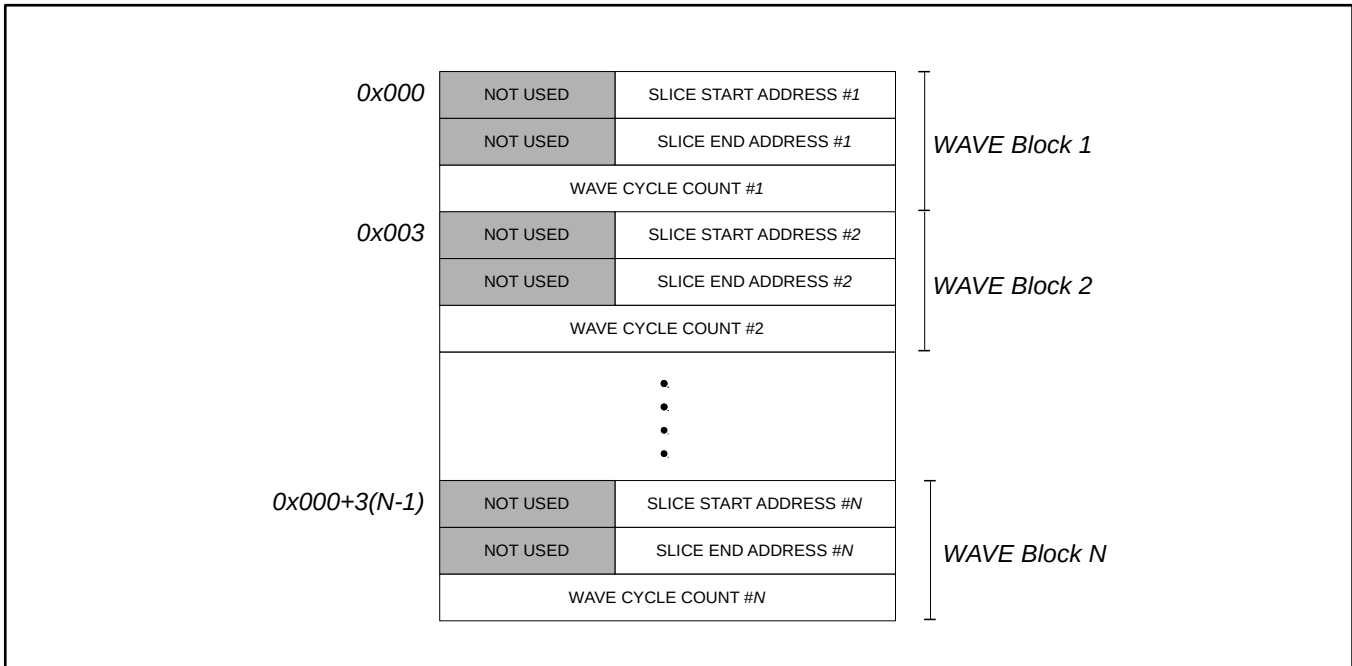 0x000 NOT USED SLICE START ADDRESS #1
NOT USED SLICE END ADDRESS #1
WAVE Block 1
WAVE CYCLE COUNT #1
0x003 NOT USED SLICE START ADDRESS #2
NOT USED SLICE END ADDRESS #2
WAVE Block 2
WAVE CYCLE COUNT #2
0x000+3(N-1) NOT USED SLICE START ADDRESS #N
NOT USED SLICE END ADDRESS #N
WAVE Block N
WAVE CYCLE COUNT #N